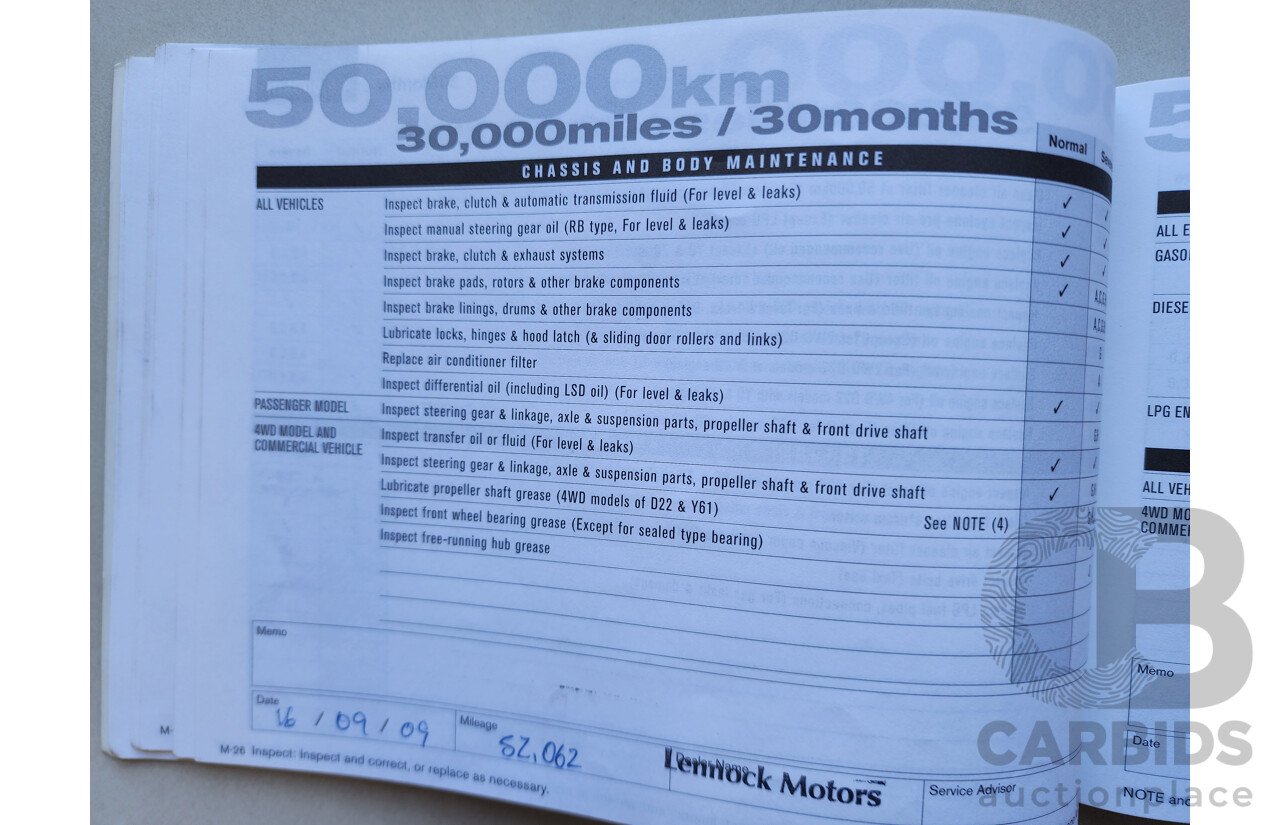 50,000km
30,000miles / 30months
Normal
CHASSIS AND BODY MAINTENANCE
ALL VEHICLES
Inspect brake, clutch & automatic transmission fluid (For level & leaks) ✓
Inspect manual steering gear oil (RB type, For level & leaks) ✓
Inspect brake, clutch & exhaust systems ✓
Inspect brake pads, rotors & other brake components ✓
Inspect brake linings, drums & other brake components
Lubricate locks, hinges & hood latch (& sliding door rollers and links)
Replace air conditioner filter
Inspect differential oil (including LSD oil) (For level & leaks) ✓
PASSENGER MODEL
Inspect steering gear & linkage, axle & suspension parts, propeller shaft & front drive shaft
4WD MODEL AND
COMMERCIAL VEHICLE
Inspect transfer oil or fluid (For level & leaks) ✓
Inspect steering gear & linkage, axle & suspension parts, propeller shaft & front drive shaft ✓
Lubricate propeller shaft grease (4WD models of D22 & Y61)
See NOTE (4)
Inspect front wheel bearing grease (Except for sealed type bearing)
Inspect free-running hub grease
Memo
Date
16 / 09 / 09
Mileage
52,062
Dealer Name
Lennock Motors
Service Advisor
M-26 Inspect: Inspect and correct, or replace as necessary.
M-
ALL E
GASO
DIESE
LPG EN
ALL VEH
4WD MO
COMME
Memo
Date
NOTE and
CB
CARBIDS
auctionplace